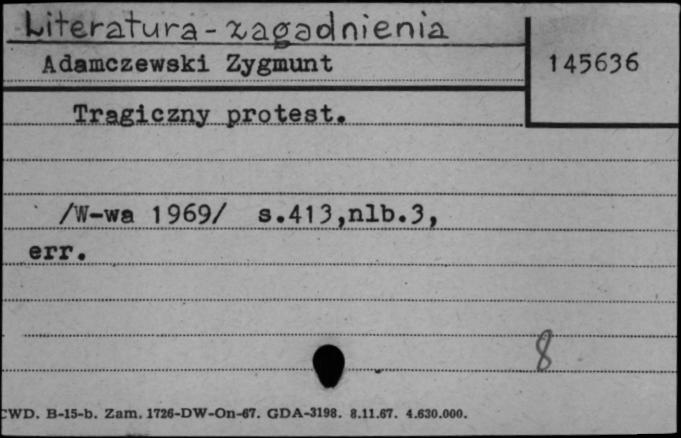 Literatura - zagadnienia
Adamczewski Zygmunt
145636
Tragiczny protest.
/W-wa 1969/ s.413,nlb.3,
err.
8
CWD. B-15-b. Zam. 1726-DW-On-67. GDA-3198. 8.11.67. 4.630.000.